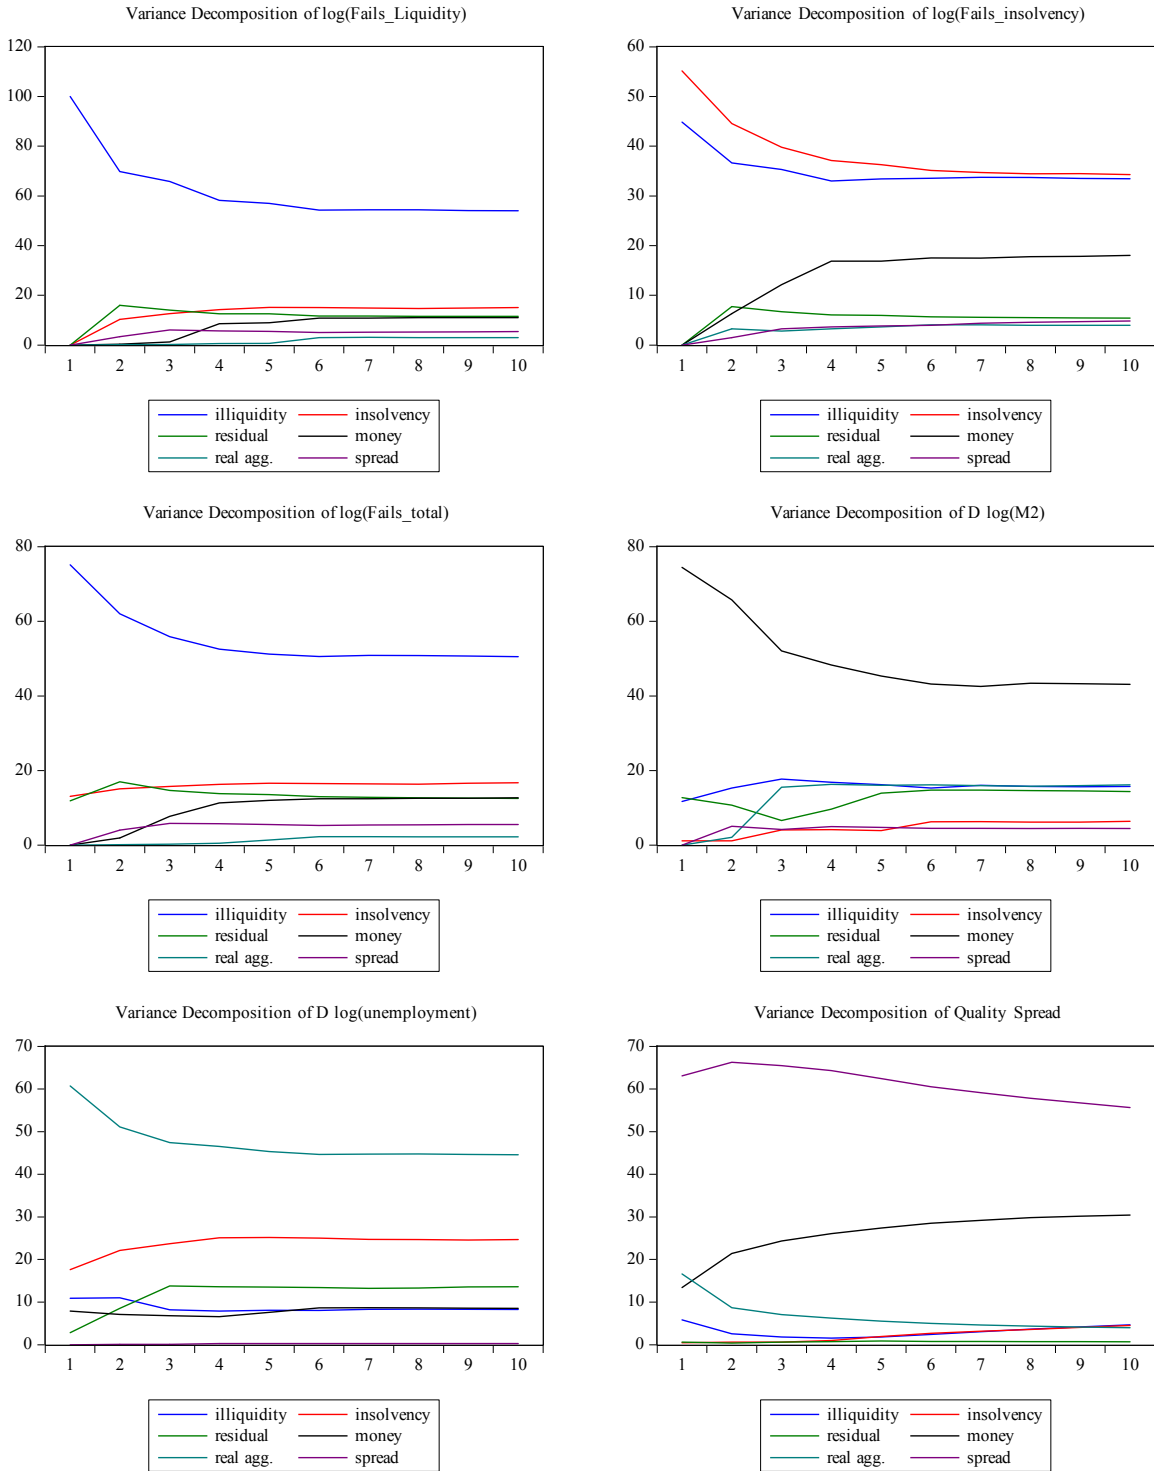 Variance Decomposition of log(Fails_Liquidity)
120
100
80
60
40
20
0
1 2 3 4 5 6 7 8 9 10
illiquidity insolvency
residual money
real agg. spread
Variance Decomposition of log(Fails_insolvency)
60
50
40
30
20
10
0
1 2 3 4 5 6 7 8 9 10
illiquidity insolvency
residual money
real agg. spread
Variance Decomposition of log(Fails_total)
80
60
40
20
0
1 2 3 4 5 6 7 8 9 10
illiquidity insolvency
residual money
real agg. spread
Variance Decomposition of D log(M2)
80
60
40
20
0
1 2 3 4 5 6 7 8 9 10
illiquidity insolvency
residual money
real agg. spread
Variance Decomposition of D log(unemployment)
70
60
50
40
30
20
10
0
1 2 3 4 5 6 7 8 9 10
illiquidity insolvency
residual money
real agg. spread
Variance Decomposition of Quality Spread
70
60
50
40
30
20
10
0
1 2 3 4 5 6 7 8 9 10
illiquidity insolvency
residual money
real agg. spread